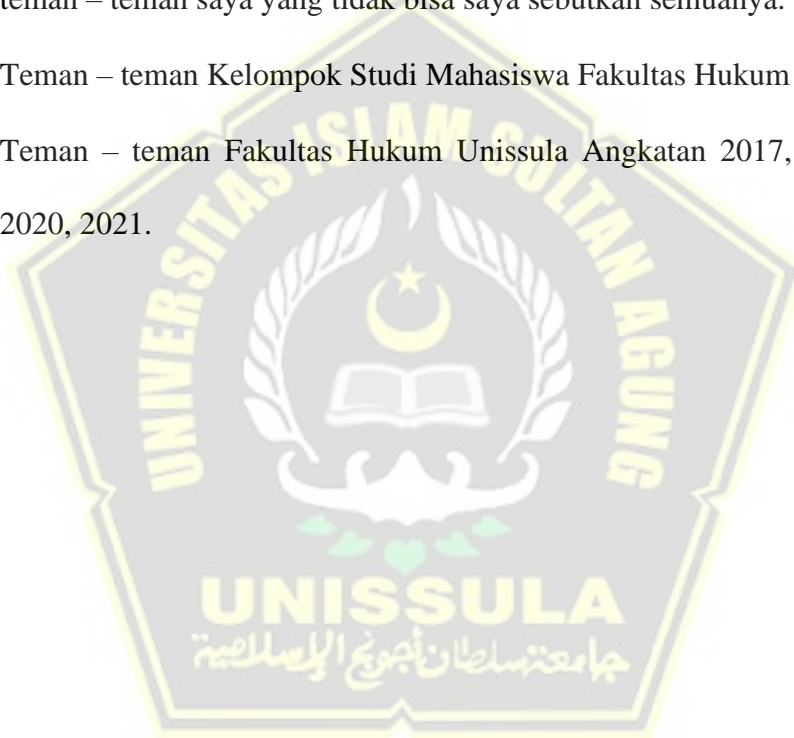 teman – teman saya yang tidak bisa saya sebutkan semuanya.
Teman – teman Kelompok Studi Mahasiswa Fakultas Hukum
Teman – teman Fakultas Hukum Unissula Angkatan 2017,
2020, 2021.
UNIVERSITAS ISLAM SULTAN AGUNG
UNISSULA
جامعة سلطان أجونج الإسلامية